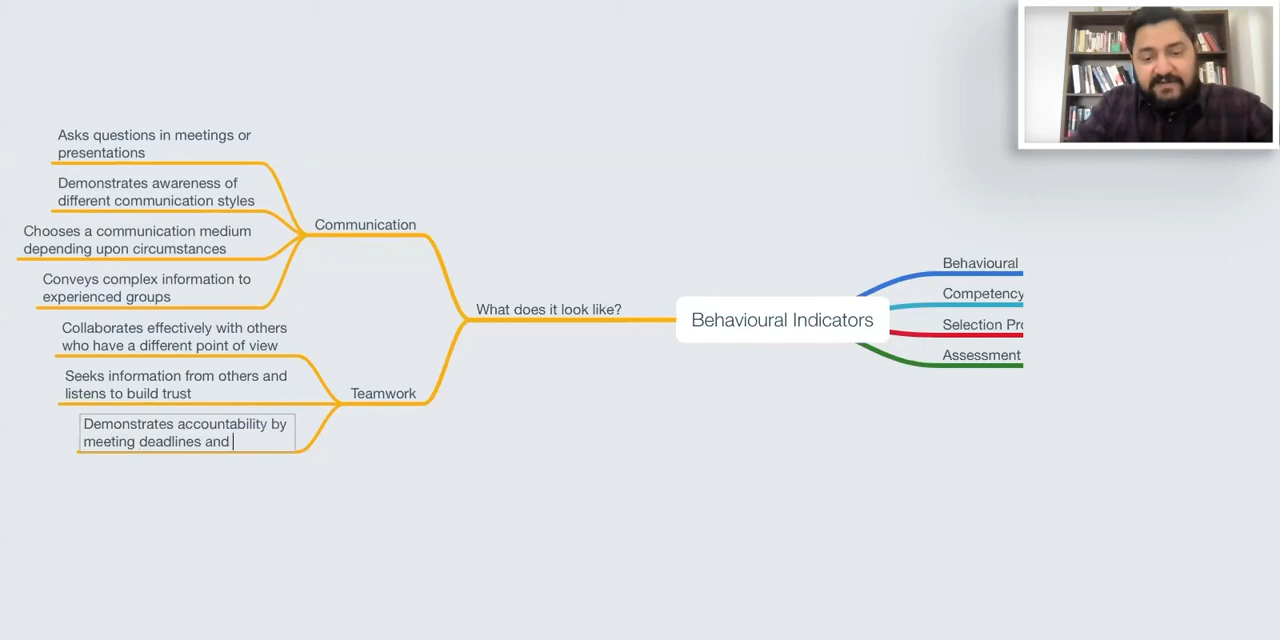 Asks questions in meetings or
presentations
Demonstrates awareness of
different communication styles
Chooses a communication medium
depending upon circumstances
Conveys complex information to
experienced groups
Communication
Collaborates effectively with others
who have a different point of view
Seeks information from others and
listens to build trust
Demonstrates accountability by
meeting deadlines and
Teamwork
What does it look like?
Behavioural Indicators
Behavioural
Competency
Selection Pro
Assessment